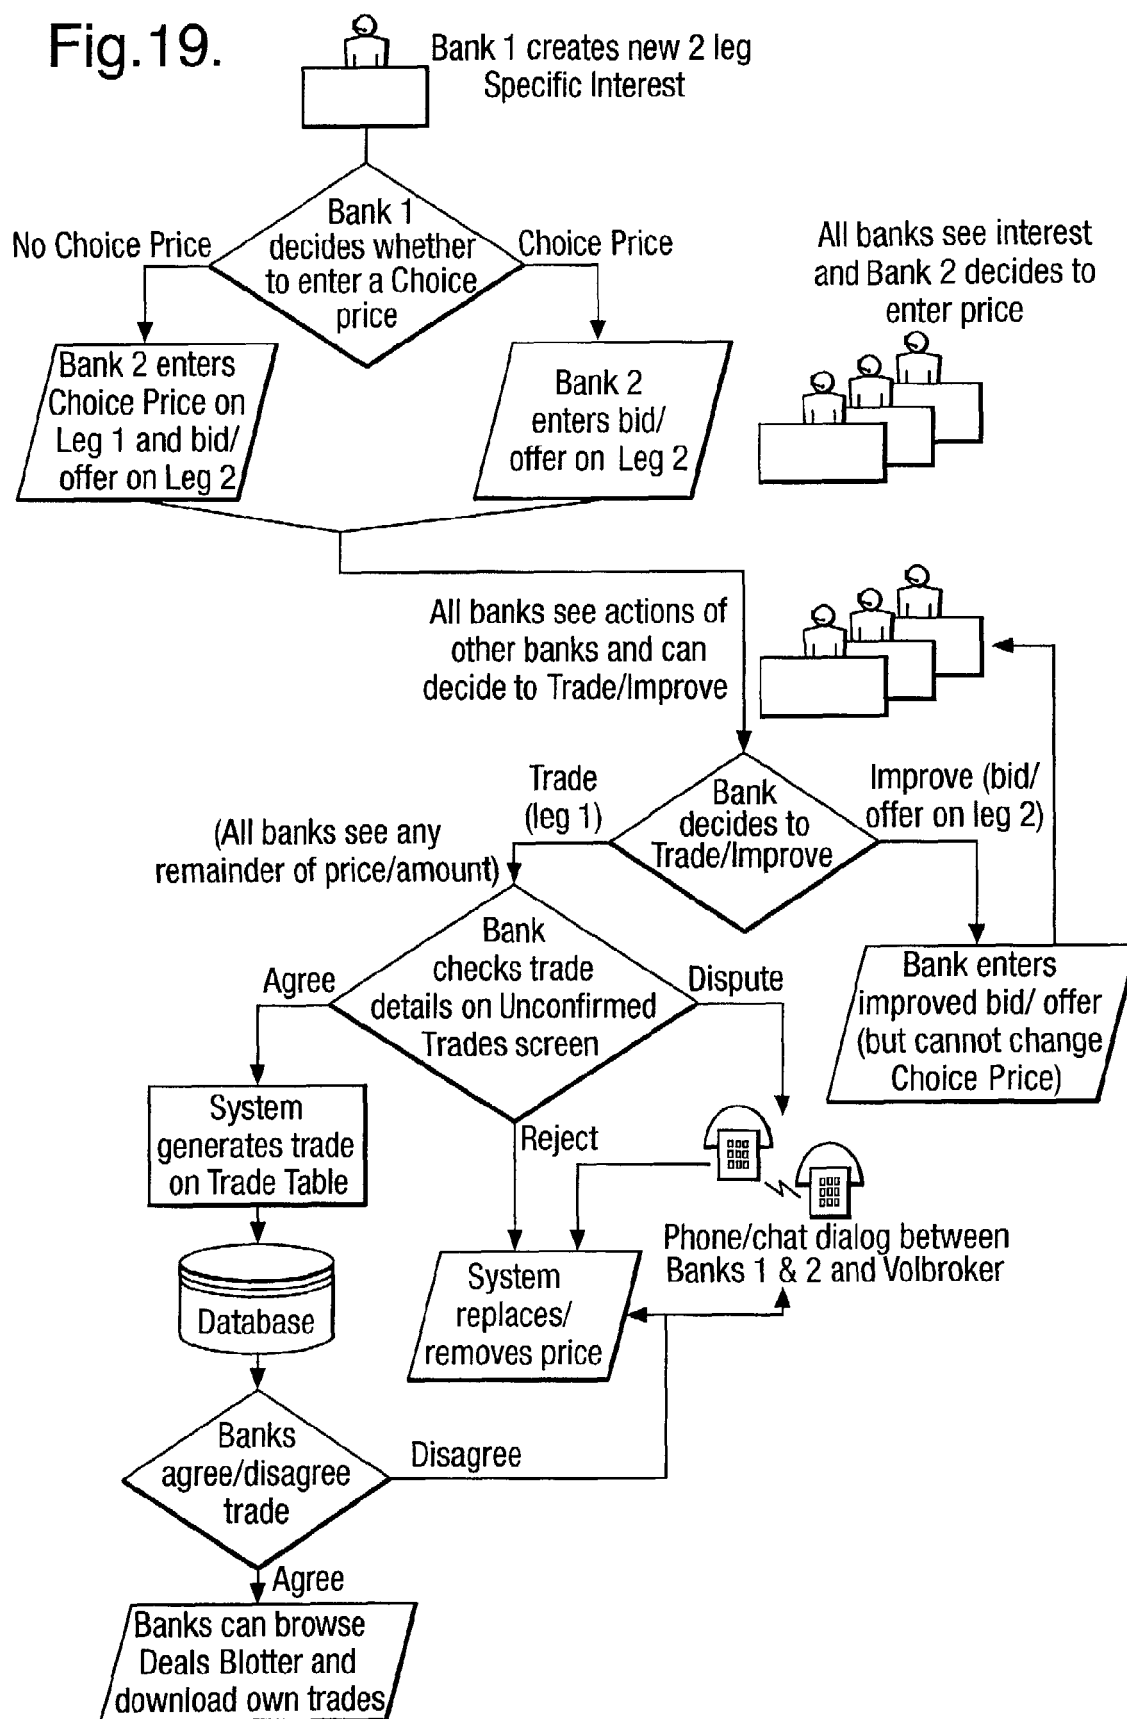 Fig.19.
Bank 1 creates new 2 leg
Specific Interest
Bank 1
decides whether
to enter a Choice
price
No Choice Price
Choice Price
All banks see interest
and Bank 2 decides to
enter price
Bank 2 enters
Choice Price on
Leg 1 and bid/
offer on Leg 2
Bank 2
enters bid/
offer on Leg 2
All banks see actions of
other banks and can
decide to Trade/Improve
Trade
(leg 1)
Bank
decides to
Trade/Improve
Improve (bid/
offer on leg 2)
(All banks see any
remainder of price/amount)
Bank
checks trade
details on Unconfirmed
Trades screen
Agree
Dispute
Bank enters
improved bid/ offer
(but cannot change
Choice Price)
System
generates trade
on Trade Table
Reject
Phone/chat dialog between
Banks 1 & 2 and Volbroker
System
replaces/
removes price
Database
Banks
agree/disagree
trade
Disagree
Agree
Banks can browse
Deals Blotter and
download own trades